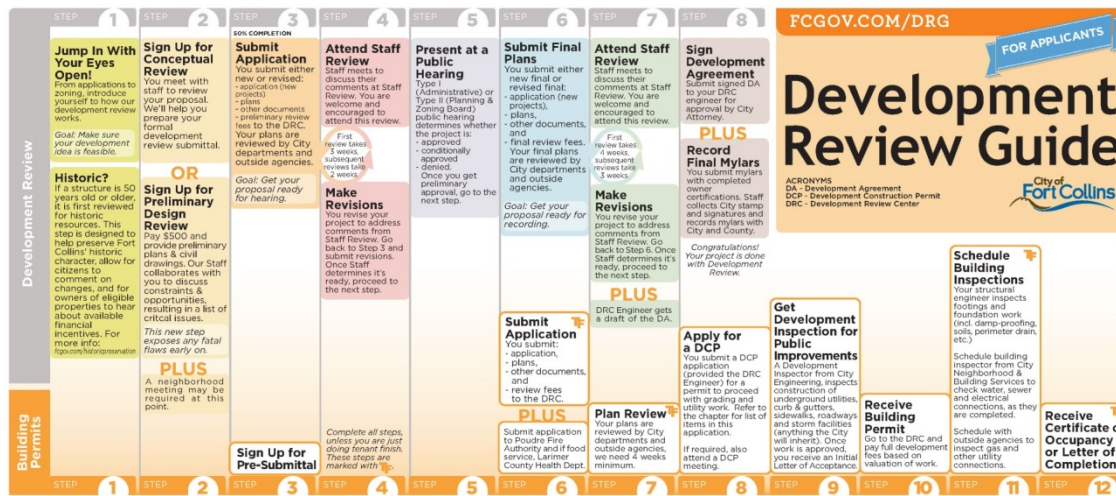 STEP 1
STEP 2
STEP 3
STEP 4
STEP 5
STEP 6
STEP 7
STEP 8
Development Review
Jump In With
Your Eyes
Open!
From applications to
zoning, introduce
yourself to how our
development review
works.
Goal: Make sure
your development
idea is feasible.
Historic?
If a structure is 50
years old or older,
it is first reviewed
for historic
resources. This
step is designed to
help preserve Fort
Collins' historic
character, allow for
citizens to
comment on
changes, and for
owners of eligible
properties to hear
about available
financial
incentives. For
more info:
fcgov.com/historicpreservation
Sign Up for
Conceptual
Review
You meet with
staff to review
your proposal.
We'll help you
prepare your
formal
development
review submittal.
OR
Sign Up for
Preliminary
Design
Review
Pay $500 and
provide preliminary
plans & civil
drawings. Our Staff
collaborates with
you to discuss
constraints &
opportunities,
resulting in a list of
critcal issues.
This new step
exposes any fatal
flaws early on.
PLUS
A neighborhood
meeting may be
required at this
point.
50% COMPLETION
Submit
Application
You submit either
new or revised:
- application (new
projects)
- plans
- other documents
- preliminary review
fees to the DRC.
Your plans are
reviewed by City
departments and
outside agencies.
Goal: Get your
proposal ready
for hearing.
Attend Staff
Review
Staff meets to
discuss their
comments at Staff
Review. You are
welcome and
encouraged to
attend this review.
First
review takes
3 weeks,
subsequent
reviews take
2 weeks.
Make
Revisions
You revise your
project to address
comments from
Staff Review. Go
back to Step 3 and
submit revisions.
Once Staff
determines it's
ready, proceed to
the next step.
Present at a
Public
Hearing
Type I
(Administrative) or
Type II (Planning &
Zoning Board)
public hearing
determines whether
the project is:
- approved
- conditionally
approved
- denied.
Once you get
preliminary
approval, go to the
next step.
Submit Final
Plans
You submit either
new final or
revised final:
- application (new
projects),
- plans,
- other documents,
and
- final review fees.
Your final plans are
reviewed by City
departments
and outside
agencies.
Goal: Get your
proposal ready for
recording.
Attend Staff
Review
Staff meets to
discuss their
comments at Staff
Review. You are
welcome and
encouraged to
attend this review.
First
review takes
4 weeks,
subsequent
reviews take
3 weeks.
Make
Revisions
You revise your
project to address
comments from
Staff Review. Go
back to Step 6. Once
Staff determines it's
ready, proceed to
the next step.
PLUS
DRC Engineer gets
a draft of the DA.
Sign
Development
Agreement
Submit signed DA
to your DRC
engineer for
approval by City
Attorney.
PLUS
Record
Final Mylars
You submit mylars
with completed
owner
certifications. Staff
collects City stamp
and signatures and
records mylars with
City and County.
Congratulations!
Your project is done
with Development
Review.
FCGOV.COM/DRG
FOR APPLICANTS
Development
Review Guide
ACRONYMS
DA - Development Agreement
DCP - Development Construction Permit
DRC - Development Review Center
City of
Fort Collins
Building
Permits
Sign Up for
Pre-Submittal
Complete all steps,
unless you are just
doing tenant finish.
These steps are
marked with TF.
Submit
Application
You submit:
- application,
- plans,
- other documents,
and
- review fees
to the DRC.
PLUS
Submit application
to Poudre Fire
Authority and if food
service, Larimer
County Health Dept.
Plan Review TF
Your plans are
reviewed by City
departments and
outside agencies,
we need 4 weeks
minimum.
Apply for
a DCP
You submit a DCP
application
(provided the DRC
Engineer) for a
permit to proceed
with grading and
utility work. Refer to
the chapter for list of
items in this
application.
If required, also
attend a DCP
meeting.
Get
Development
Inspection for
Public
Improvements
A Development
Inspector from City
Engineering, inspects
construction of
underground utilities,
curb & gutters,
sidewalks, roadways
and storm facilities
(anything the City
will inherit). Once
work is approved,
you receive an Initial
Letter of Acceptance.
Receive
Building
Permit
Go to the DRC and
pay full development
fees based on
valuation of work.
Schedule TF
Building
Inspections
Your structural
engineer inspects
footings and
foundation work
(incl. damp-proofing,
soils, perimeter drain,
etc.)
Schedule building
inspector from City
Neighborhood &
Building Services to
check water, sewer
and electrical
connections, as they
are completed.
Schedule with
outside agencies to
inspect gas and
other utility
connections.
Receive
Certificate
Occupancy
or Letter of
Completion
STEP 1
STEP 2
STEP 3
STEP 4
STEP 5
STEP 6
STEP 7
STEP 8
STEP 9
STEP 10
STEP 11
STEP 12